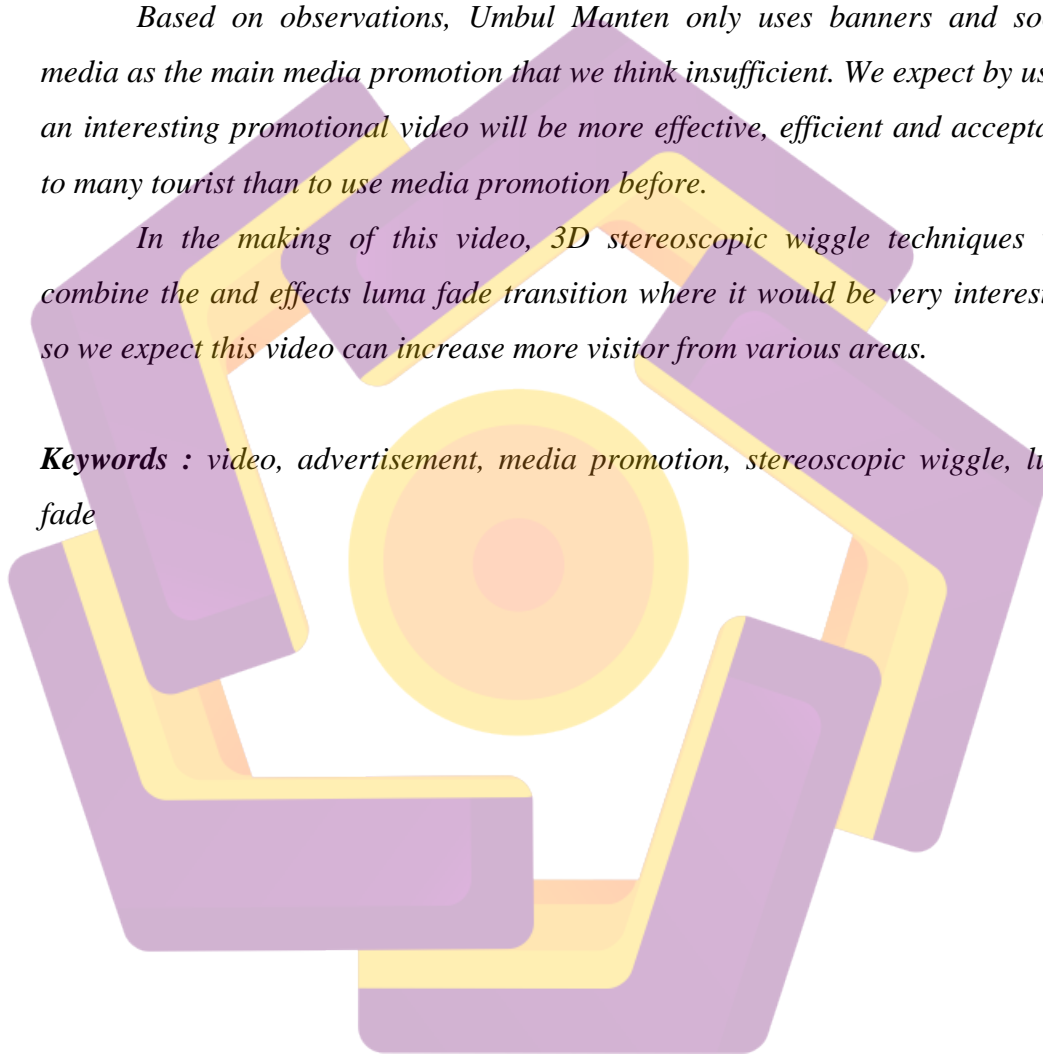 Based on observations, Umbul Manten only uses banners and so
media as the main media promotion that we think insufficient. We expect by us
an interesting promotional video will be more effective, efficient and accepta
to many tourist than to use media promotion before.
In the making of this video, 3D stereoscopic wiggle techniques
combine the and effects luma fade transition where it would be very interes
so we expect this video can increase more visitor from various areas.
Keywords : video, advertisement, media promotion, stereoscopic wiggle, lu
fade